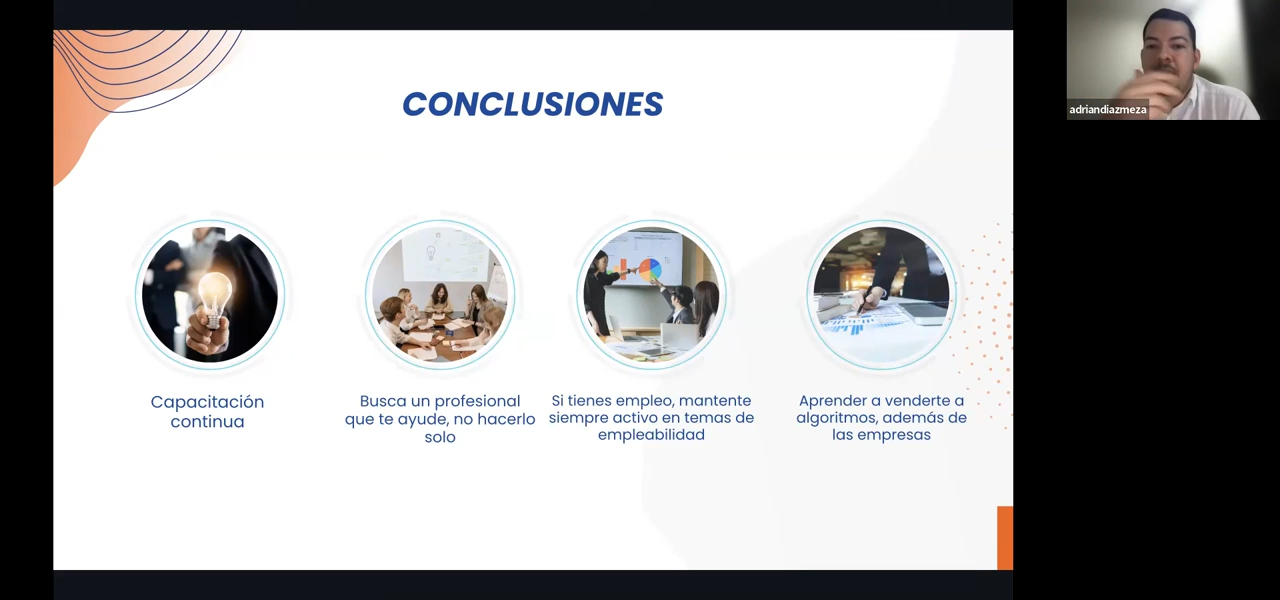 CONCLUSIONES
adriandiazmeza
Capacitación
continua
Busca un profesional
que te ayude, no hacerlo
solo
Si tienes empleo, mantente
siempre activo en temas de
empleabilidad
Aprender a venderte a
algoritmos, además de
las empresas